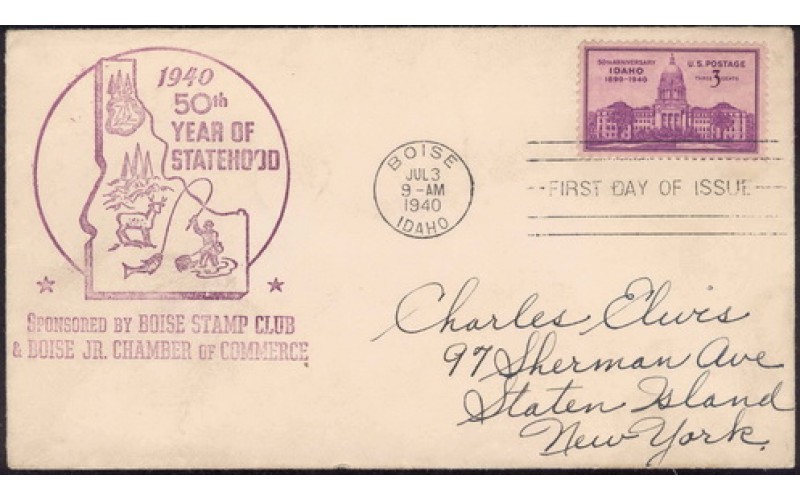 1940
50th
YEAR OF
STATEHOOD
SPONSORED BY BOISE STAMP CLUB
& BOISE JR. CHAMBER OF COMMERCE
50TH ANNIVERSARY
IDAHO
1890-1940
U.S. POSTAGE
THREE 3 CENTS
BOISE
JUL 3
9-AM
1940
IDAHO
FIRST DAY OF ISSUE
Charles Elwis
97 Sherman Ave
Staten Island
New York.